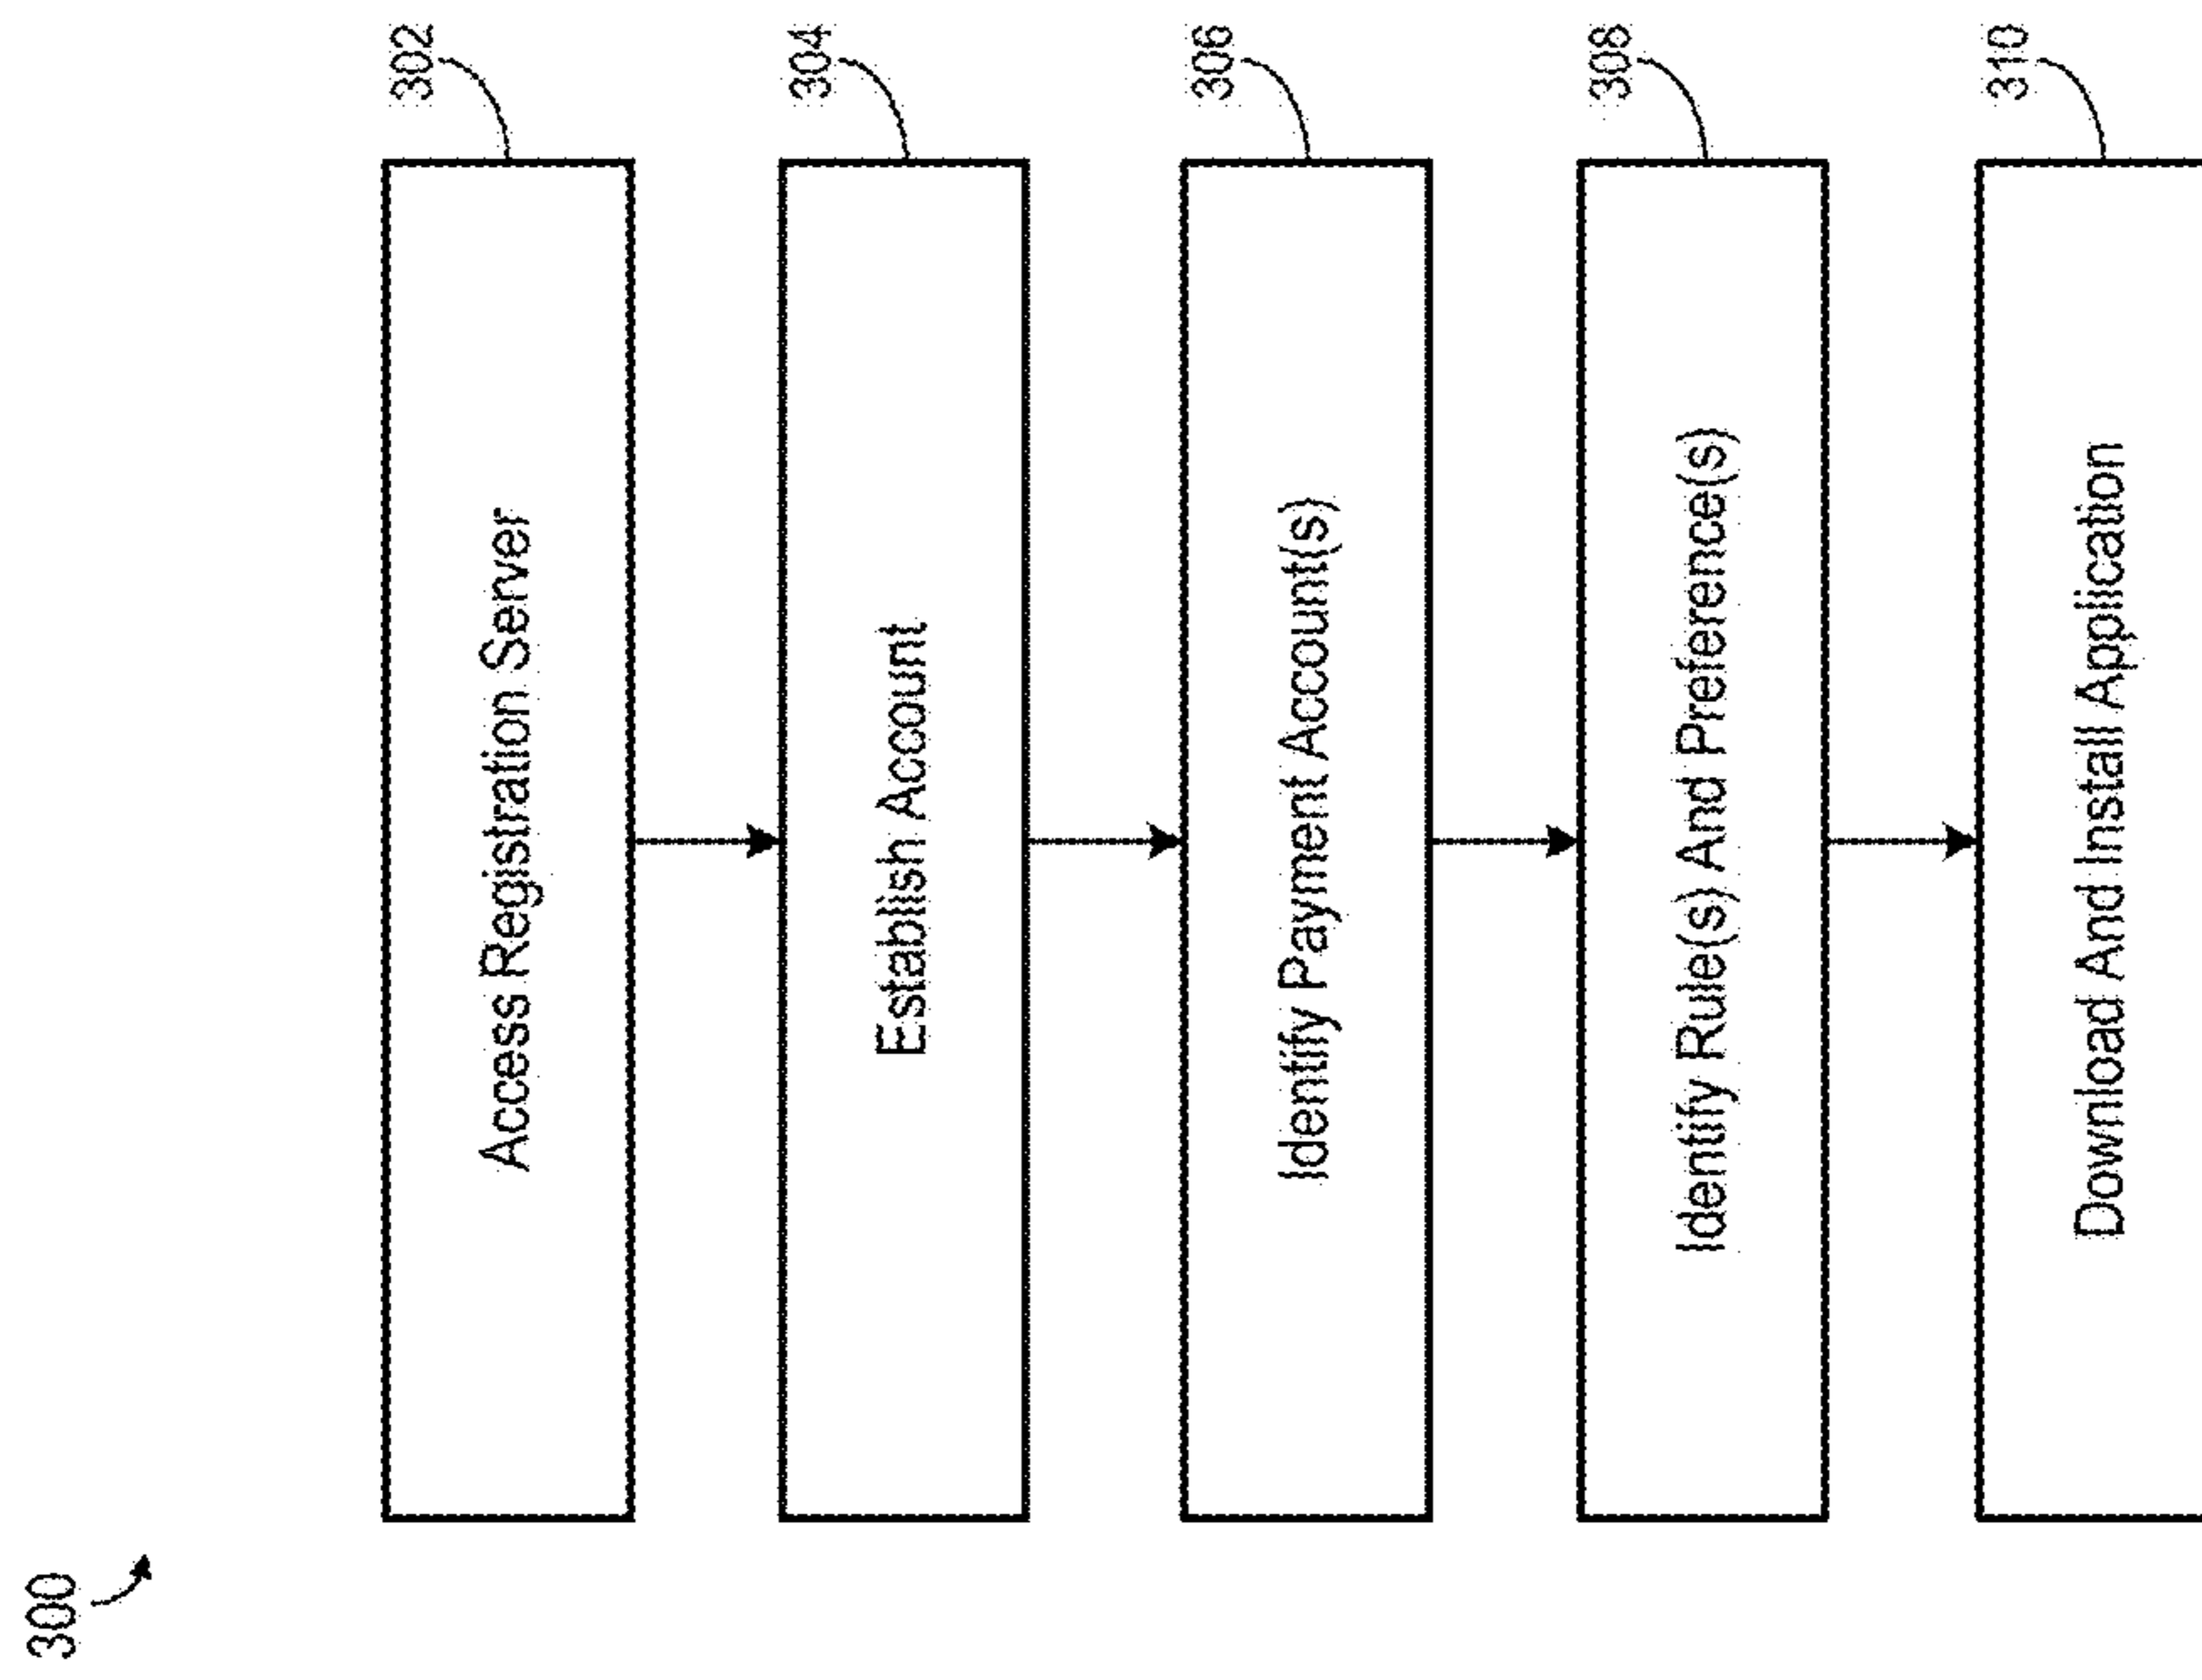 300
302
Access Registration Server
304
Establish Account
306
Identify Payment Account(s)
308
Identify Rule(s) And Preference(s)
310
Download And Install Application